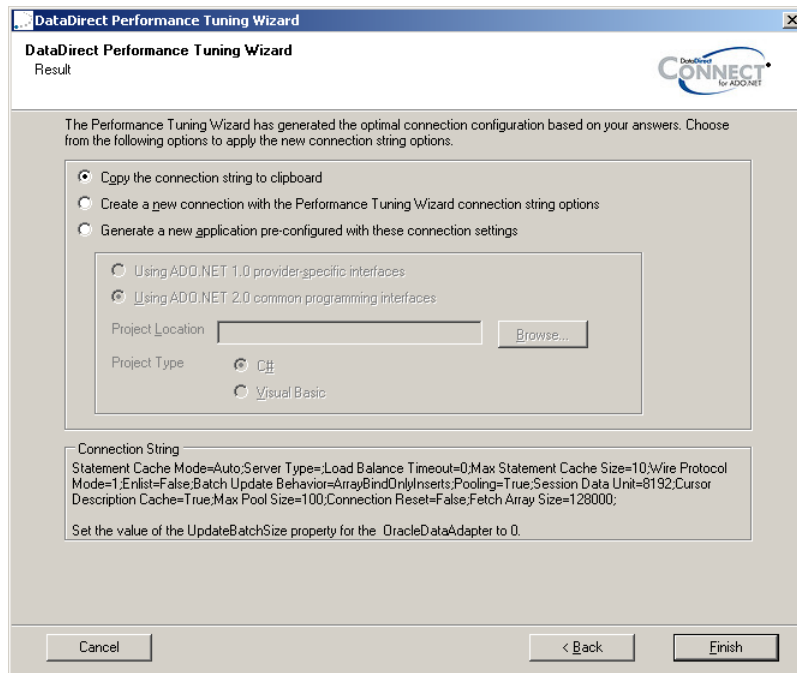 DataDirect Performance Tuning Wizard
DataDirect Performance Tuning Wizard
Result
DataDirect
CONNECT
for ADO.NET
The Performance Tuning Wizard has generated the optimal connection configuration based on your answers. Choose
from the following options to apply the new connection string options.
Copy the connection string to clipboard
Create a new connection with the Performance Tuning Wizard connection string options
Generate a new application pre-configured with these connection settings
Using ADO.NET 1.0 provider-specific interfaces
Using ADO.NET 2.0 common programming interfaces
Project Location
Browse...
Project Type
C#
Visual Basic
Connection String
Statement Cache Mode=Auto;Server Type=;Load Balance Timeout=0;Max Statement Cache Size=10;Wire Protocol
Mode=1;Enlist=False;Batch Update Behavior=ArrayBindOnlyInserts;Pooling=True;Session Data Unit=8192;Cursor
Description Cache=True;Max Pool Size=100;Connection Reset=False;Fetch Array Size=128000;
Set the value of the UpdateBatchSize property for the OracleDataAdapter to 0.
Cancel
< Back
Finish